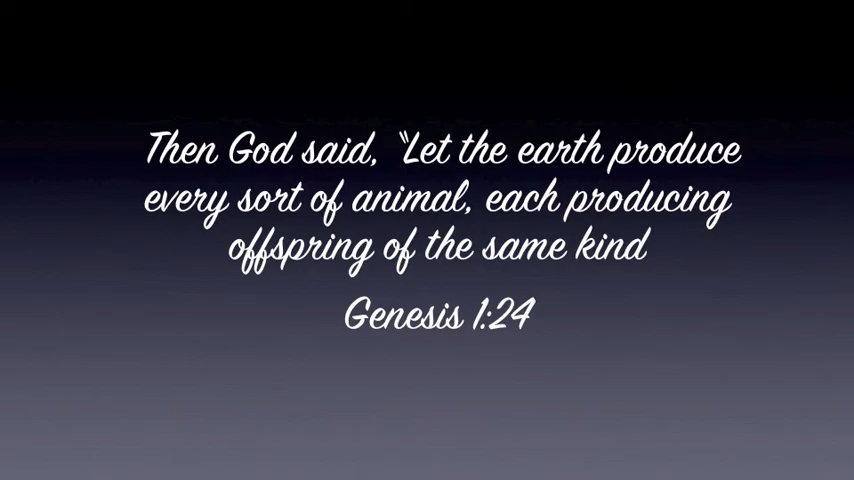 Then God said, “Let the earth produce
every sort of animal, each producing
offspring of the same kind
Genesis 1:24